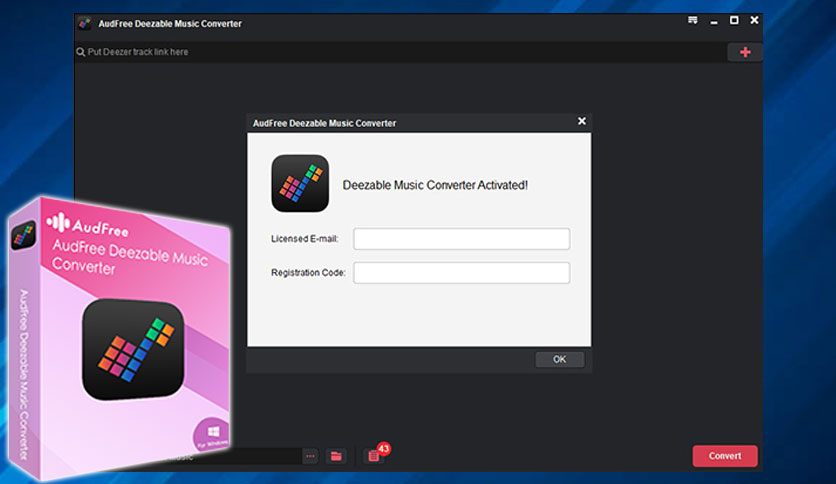 AudFree Deezable Music Converter
Put Deezer track link here
AudFree Deezable Music Converter
Deezable Music Converter Activated!
Licensed E-mail:
Registration Code:
OK
AudFree
AudFree Deezable Music
Converter
AudFree Deezable Music Converter
For Windows
43
Convert